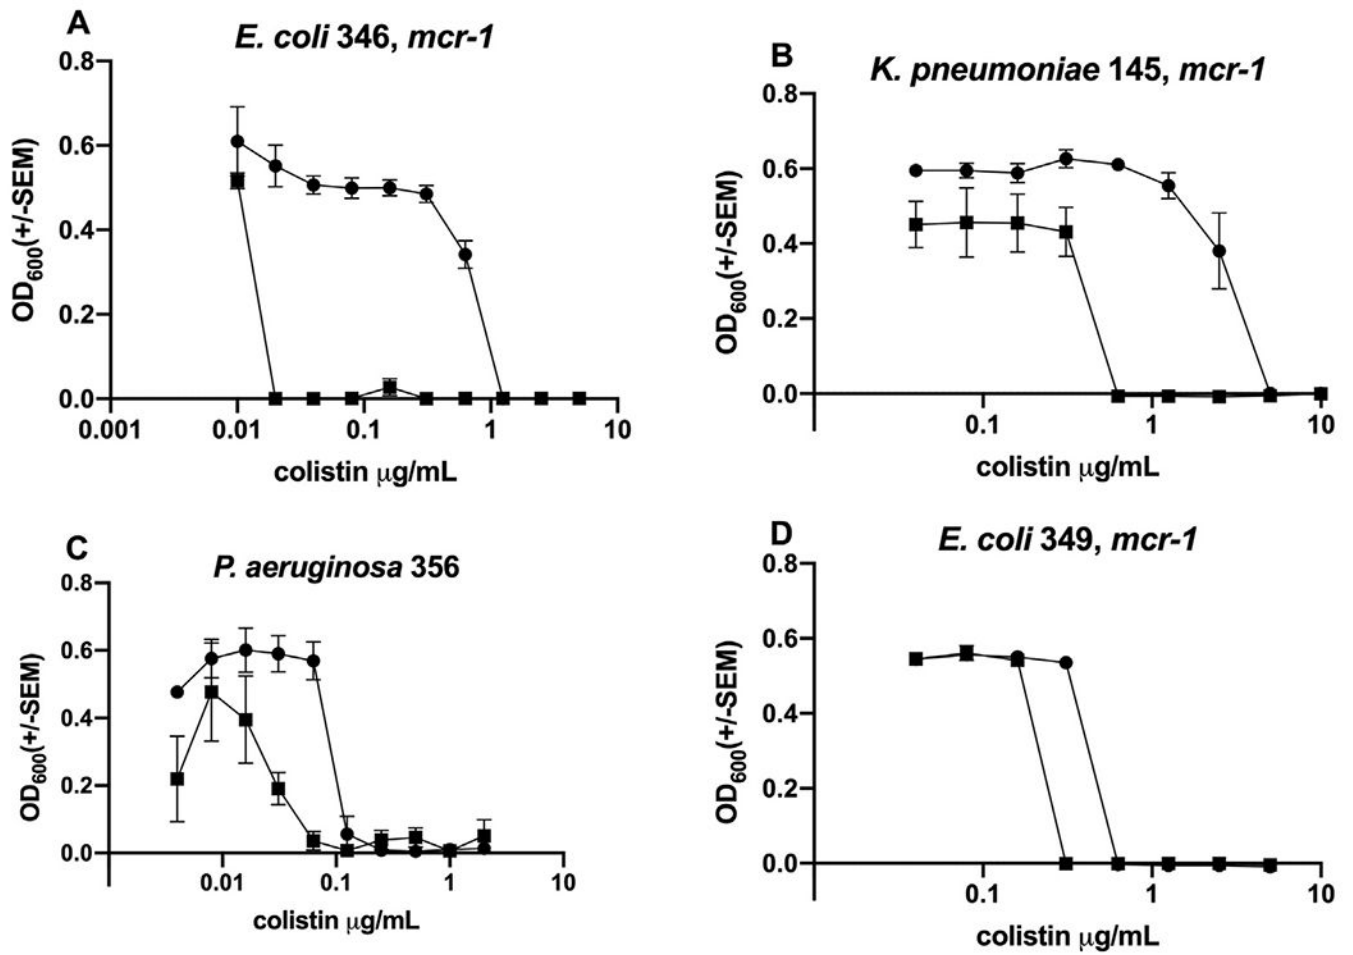 A
E. coli 346, mcr-1
0.8
0.6
0.4
0.2
0.0
OD600(+/-SEM)
0.001 0.01 0.1 1 10
colistin μg/mL
B
K. pneumoniae 145, mcr-1
0.8
0.6
0.4
0.2
0.0
OD600(+/-SEM)
0.1 1 10
colistin μg/mL
C
P. aeruginosa 356
0.8
0.6
0.4
0.2
0.0
OD600(+/-SEM)
0.01 0.1 1 10
colistin μg/mL
D
E. coli 349, mcr-1
0.8
0.6
0.4
0.2
0.0
OD600(+/-SEM)
0.1 1 10
colistin μg/mL